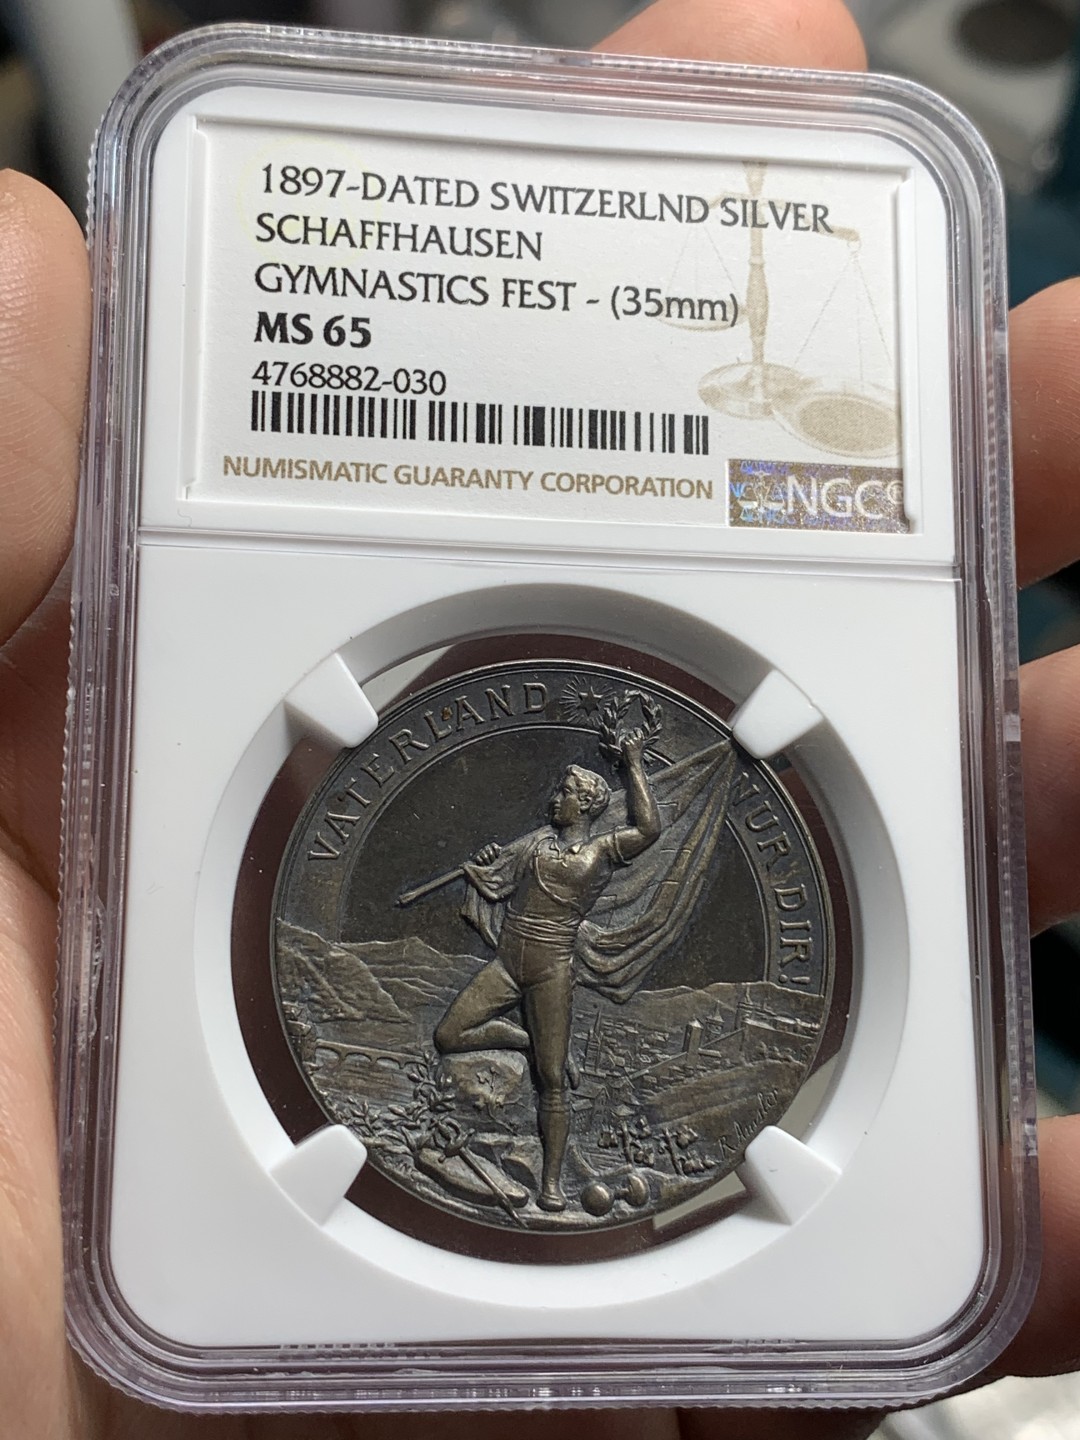 1897-DATED SWITZERLND SILVER
SCHAFFHAUSEN
GYMNASTICS FEST - (35mm)
MS 65
4768882-030
NUMISMATIC GUARANTY CORPORATION
NGC
VATERLAND NUR DIR!